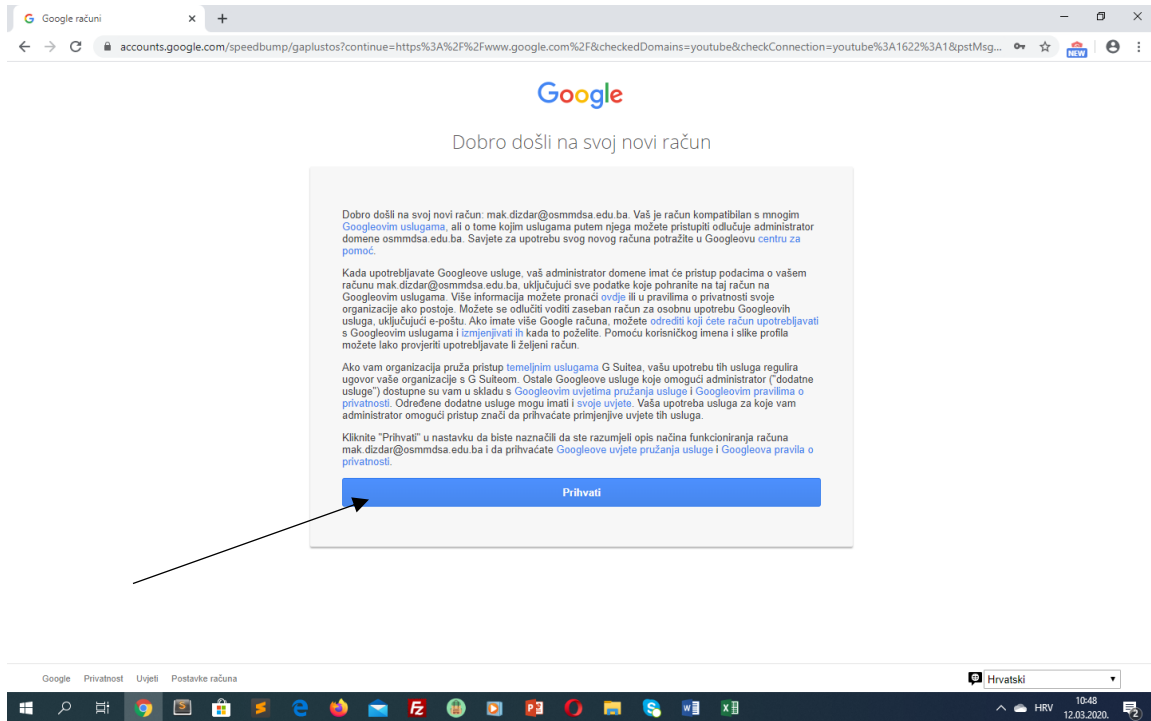 Google računi
accounts.google.com/speedbump/gaplustos?continue=https%3A%2F%2Fwww.google.com%2F&checkedDomains=youtube&checkConnection=youtube%3A1622%3A1&pstMsg...
NEW
Google
Dobro došli na svoj novi račun
Dobro došli na svoj novi račun: mak.dizdar@osmmdsa.edu.ba. Vaš je račun kompatibilan s mnogim
Googleovim uslugama, ali o tome kojim uslugama putem njega možete pristupiti odlučuje administrator
domene osmmdsa.edu.ba. Savjete za upotrebu svog novog računa potražite u Googleovu centru za
pomoć.
Kada upotrebljavate Googleove usluge, vaš administrator domene imat će pristup podacima o vašem
računu mak.dizdar@osmmdsa.edu.ba, uključujući sve podatke koje pohranite na taj račun na
Googleovim uslugama. Više informacija možete pronaći ovdje ili u pravilima o privatnosti svoje
organizacije ako postoje. Možete se odlučiti voditi zaseban račun za osobnu upotrebu Googleovih
usluga, uključujući e-poštu. Ako imate više Google računa, možete odrediti koji ćete račun upotrebljavati
s Googleovim uslugama i izmjenjivati ih kada to poželite. Pomoću korisničkog imena i slike profila
možete lako provjeriti upotrebljavate li željeni račun.
Ako vam organizacija pruža pristup temeljnim uslugama G Suitea, vašu upotrebu tih usluga regulira
ugovor vaše organizacije s G Suiteom. Ostale Googleove usluge koje omogući administrator ("dodatne
usluge") dostupne su vam u skladu s Googleovim uvjetima pružanja usluge i Googleovim pravilima o
privatnosti. Određene dodatne usluge mogu imati i svoje uvjete. Vaša upotreba usluga za koje vam
administrator omogući pristup znači da prihvaćate primjenjive uvjete tih usluga.
Kliknite "Prihvati" u nastavku da biste naznačili da ste razumjeli opis načina funkcioniranja računa
mak.dizdar@osmmdsa.edu.ba i da prihvaćate Googleove uvjete pružanja usluge i Googleova pravila o
privatnosti.
Prihvati
Google Privatnost Uvjeti Postavke računa
Hrvatski
HRV
10:48
12.03.2020.
2